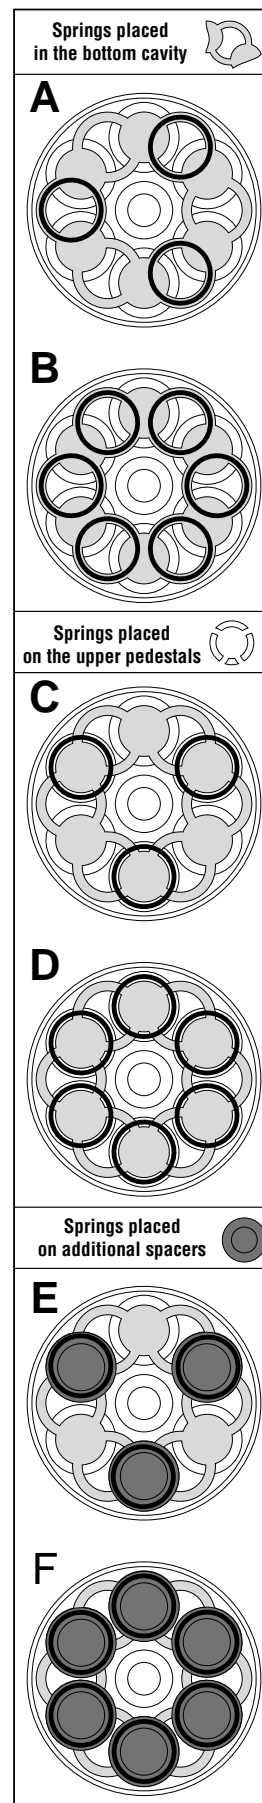 Springs placed
in the bottom cavity
A
B
Springs placed
on the upper pedestals
C
D
Springs placed
on additional spacers
E
F